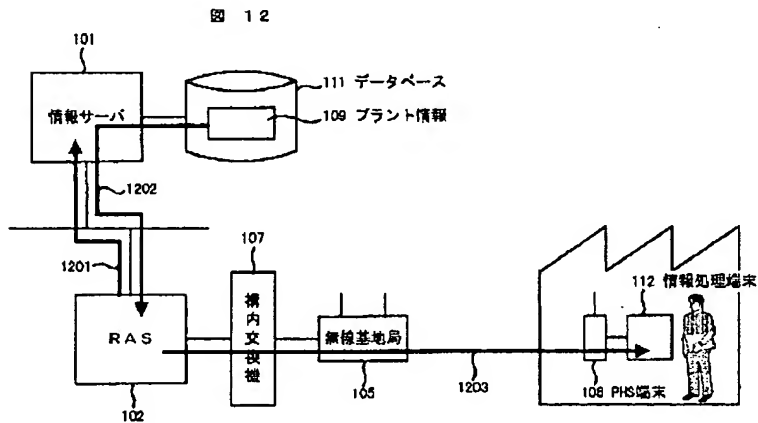 図 12
101
情報サーバ
111 データベース
109 プラント情報
1202
1201
107
構内交換機
112 情報処理端末
RAS
無線基地局
102
105
1203
108 PHS端末